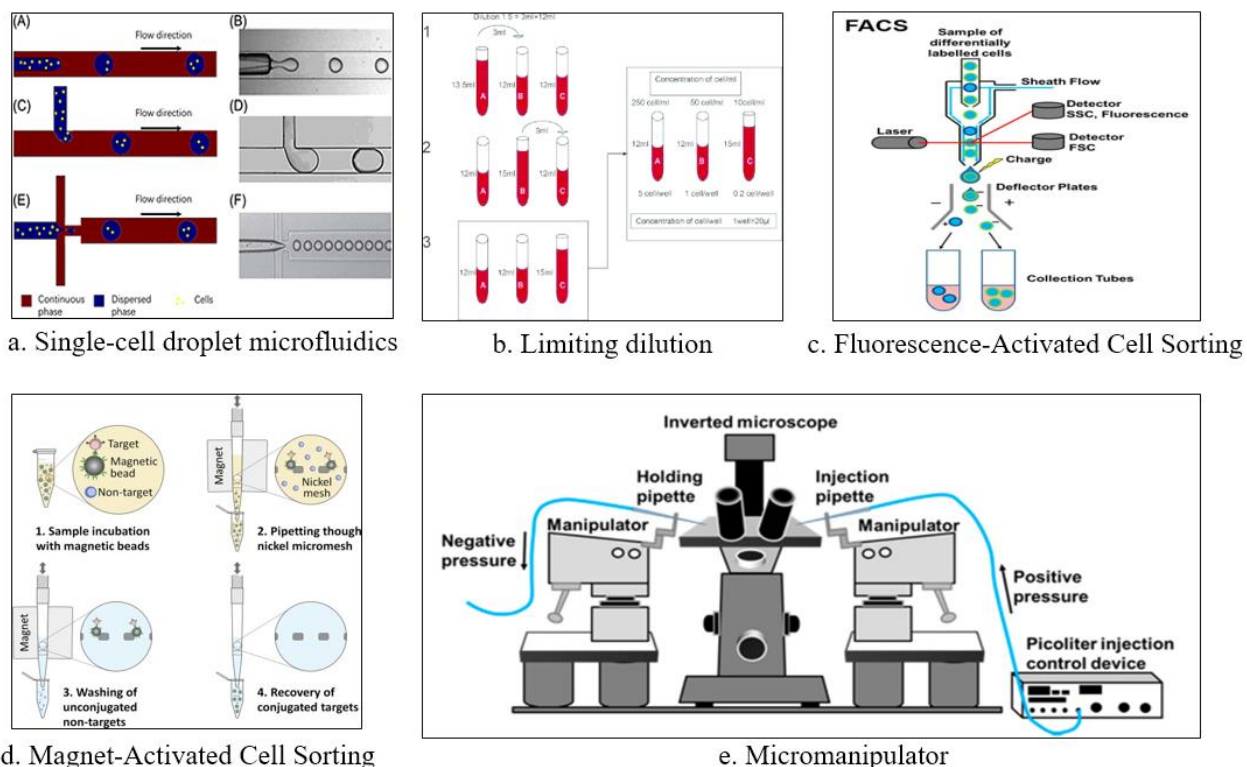 (A)
Flow direction
(B)
(C)
Flow direction
(D)
(E)
Flow direction
(F)
Continuous phase
Dispersed phase
Cells
a. Single-cell droplet microfluidics
Dilution 1:5 = 3ml+12ml
1
3ml
13.5ml
A
12ml
B
12ml
C
2
3ml
12ml
A
15ml
B
12ml
C
3
12ml
A
12ml
B
15ml
C
Concentration of cell/ml
250 cell/ml
50 cell/ml
10cell/ml
12ml
A
12ml
B
15ml
C
5 cell/well
1 cell/well
0.2 cell/well
Concentration of cell/well
1well=20µl
b. Limiting dilution
FACS
Sample of
differentially
labelled cells
Sheath Flow
Detector
SSC, Fluorescence
Laser
Detector
FSC
Charge
Deflector Plates
−
+
Collection Tubes
c. Fluorescence-Activated Cell Sorting
Target
Magnetic
bead
Non-target
1. Sample incubation
with magnetic beads
Magnet
Nickel
mesh
2. Pipetting though
nickel micromesh
Magnet
3. Washing of
unconjugated
non-targets
4. Recovery of
conjugated targets
d. Magnet-Activated Cell Sorting
Inverted microscope
Holding
pipette
Injection
pipette
Manipulator
Manipulator
Negative
pressure
Positive
pressure
Picoliter injection
control device
e. Micromanipulator